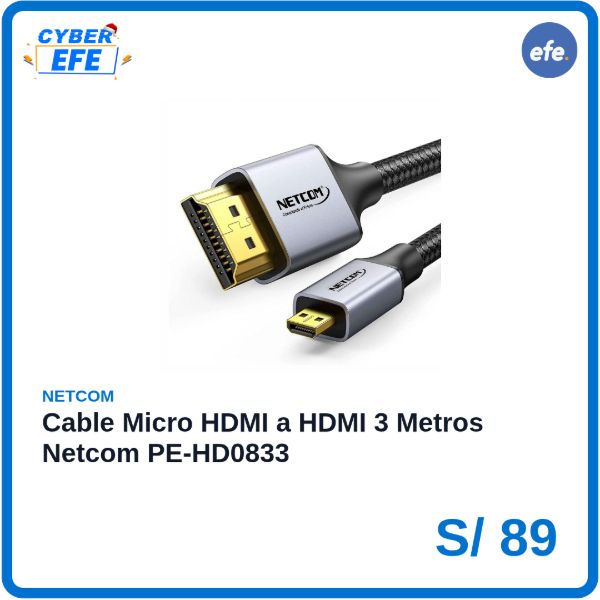 CYBER
EFE
efe.
NETCOM
NETCOM
NETCOM
Cable Micro HDMI a HDMI 3 Metros
Netcom PE-HD0833
S/ 89